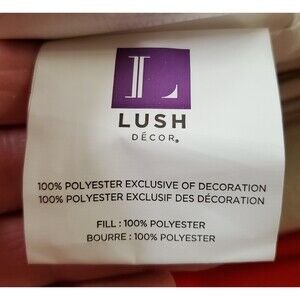 L
LUSH
DÉCOR®
100% POLYESTER EXCLUSIVE OF DECORATION
100% POLYESTER EXCLUSIF DES DÉCORATION
FILL : 100% POLYESTER
BOURRE : 100% POLYESTER